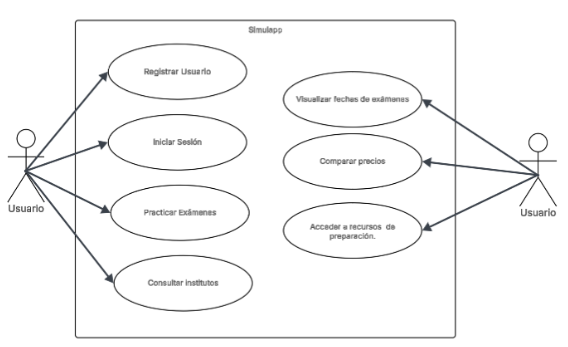 Simulapp
Registrar Usuario
Visualizar fechas de exámenes
Iniciar Sesión
Comparar precios
Usuario
Usuario
Practicar Exámenes
Acceder a recursos de
preparación.
Consultar institutos